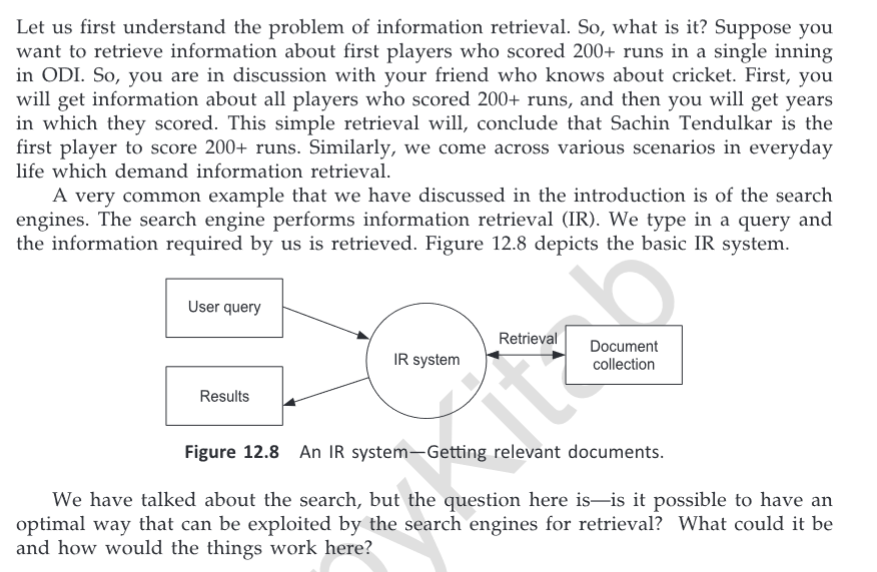 Let us first understand the problem of information retrieval. So, what is it? Suppose you
want to retrieve information about first players who scored 200+ runs in a single inning
in ODI. So, you are in discussion with your friend who knows about cricket. First, you
will get information about all players who scored 200+ runs, and then you will get years
in which they scored. This simple retrieval will, conclude that Sachin Tendulkar is the
first player to score 200+ runs. Similarly, we come across various scenarios in everyday
life which demand information retrieval.
A very common example that we have discussed in the introduction is of the search
engines. The search engine performs information retrieval (IR). We type in a query and
the information required by us is retrieved. Figure 12.8 depicts the basic IR system.
User query
Retrieval
IR system
Document
collection
Results
Figure 12.8 An IR system—Getting relevant documents.
We have talked about the search, but the question here is—is it possible to have an
optimal way that can be exploited by the search engines for retrieval? What could it be
and how would the things work here?